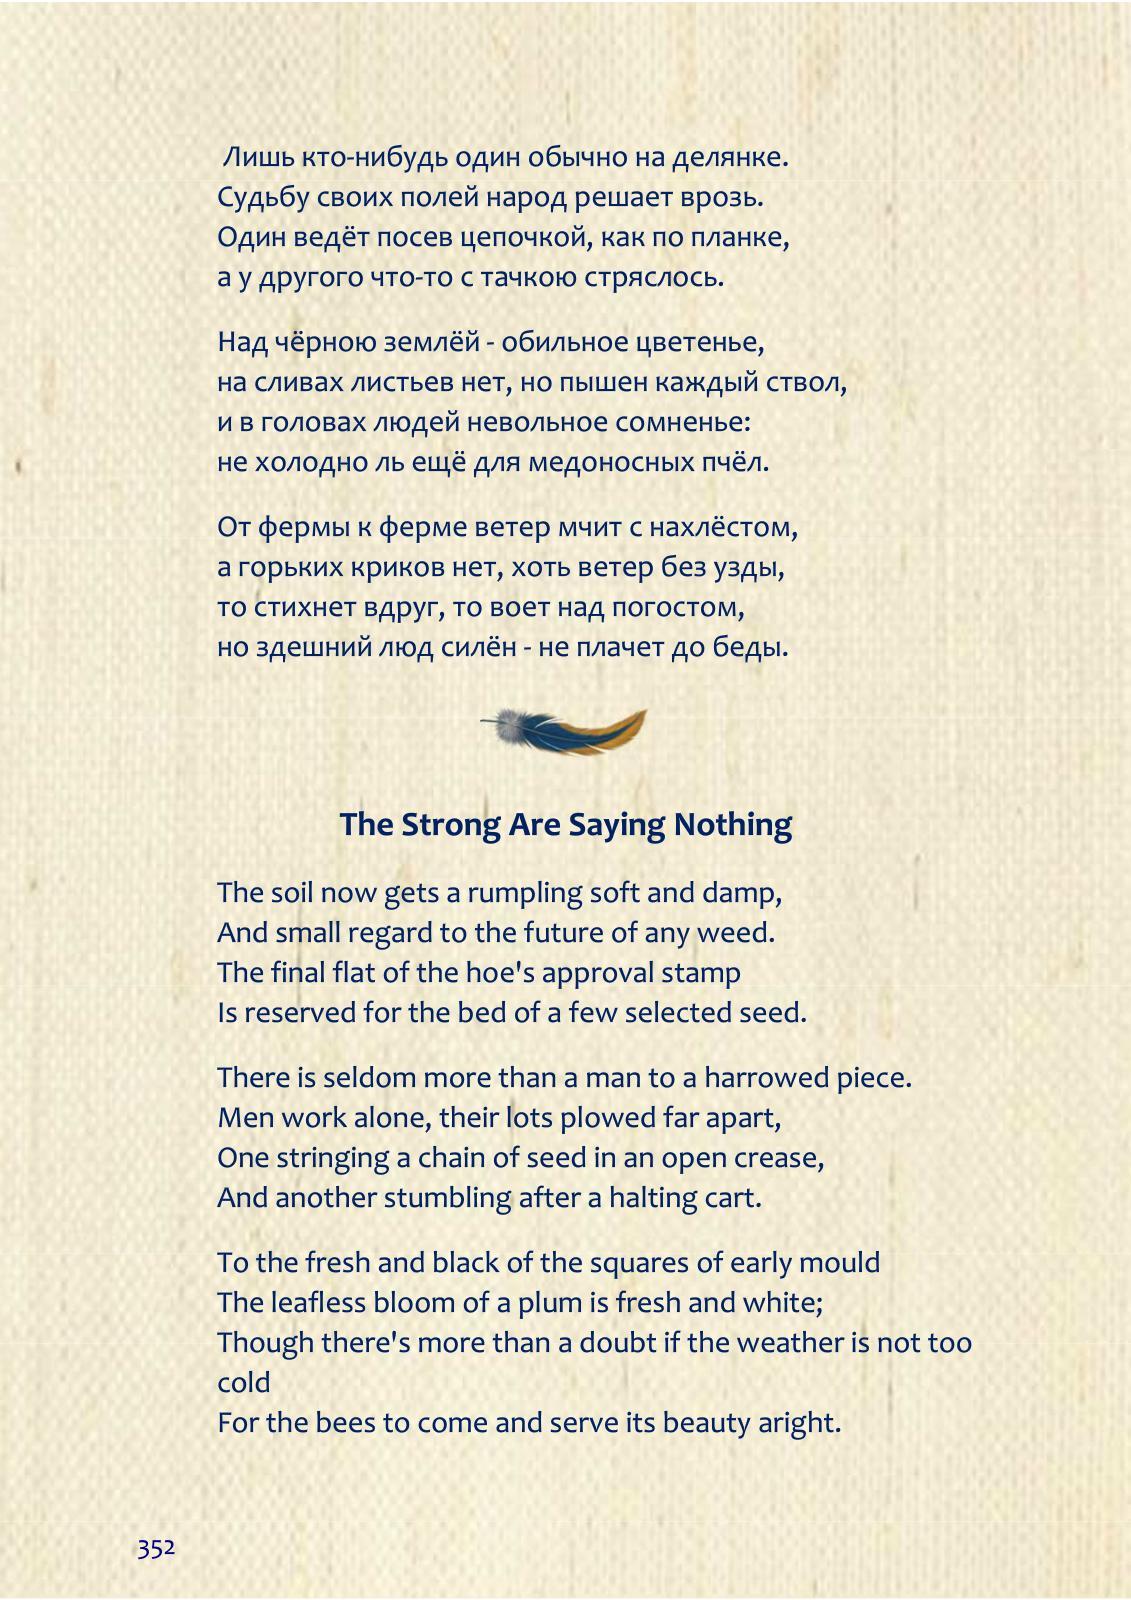 Лишь кто-нибудь один обычно на делянке.
Судьбу своих полей народ решает врозь.
Один ведёт посев цепочкой, как по планке,
а у другого что-то с тачкою стряслось.
Над чёрною землёй - обильное цветенье,
на сливах листьев нет, но пышен каждый ствол,
и в головах людей невольное сомненье:
не холодно ль ещё для медоносных пчёл.
От фермы к ферме ветер мчит с нахлёстом,
а горьких криков нет, хоть ветер без узды,
то стихнет вдруг, то воет над погостом,
но здешний люд силён - не плачет до беды.
The Strong Are Saying Nothing
The soil now gets a rumpling soft and damp,
And small regard to the future of any weed.
The final flat of the hoe's approval stamp
Is reserved for the bed of a few selected seed.
There is seldom more than a man to a harrowed piece.
Men work alone, their lots plowed far apart,
One stringing a chain of seed in an open crease,
And another stumbling after a halting cart.
To the fresh and black of the squares of early mould
The leafless bloom of a plum is fresh and white;
Though there's more than a doubt if the weather is not too
cold
For the bees to come and serve its beauty aright.
352